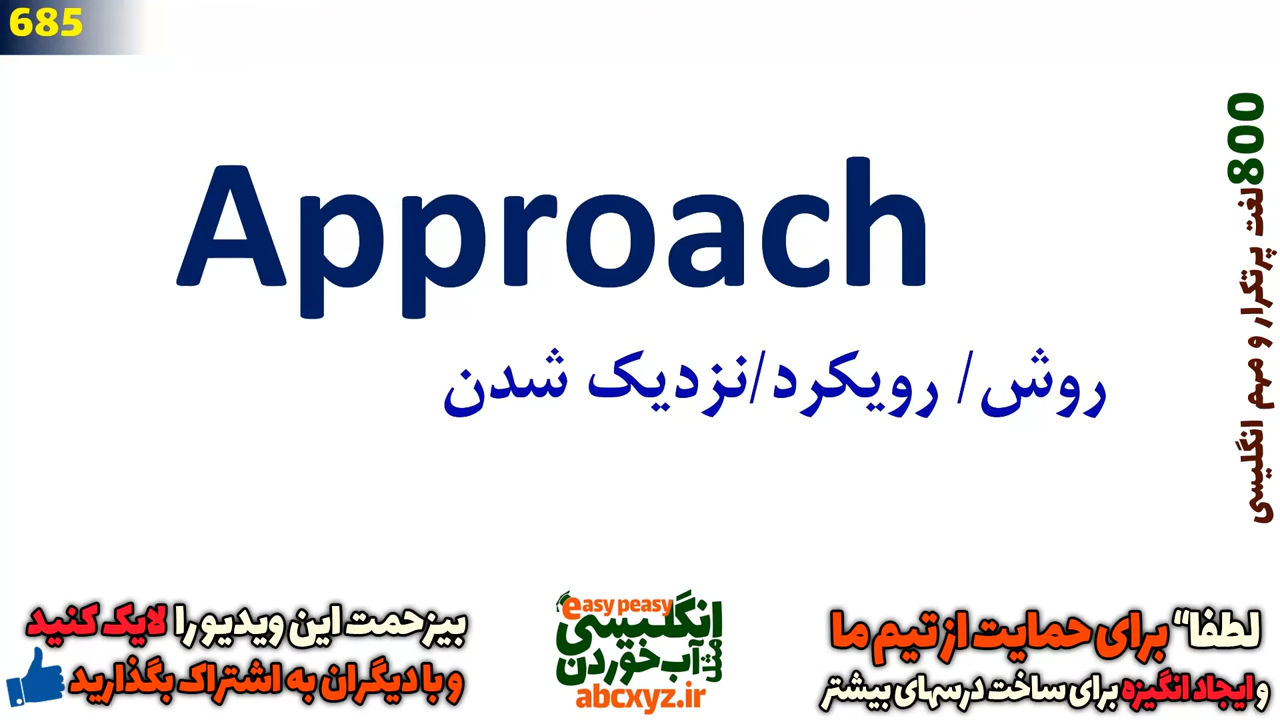 685
Approach
روش/ رویکرد/نزدیک شدن
800 لغت پرتکرار و مهم انگلیسی
بیزحمت این ویدیو را لایک کنید
و با دیگران به اشتراک بگذارید
easy peasy
انگلیسی
مثل آب خوردن
abcxyz.ir
لطفا" برای حمایت از تیم ما
و ایجاد انگیزه برای ساخت درسهای بیشتر